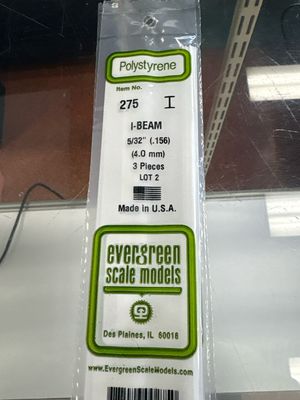 Polystyrene
Item No.
275
I-BEAM
5/32" (.156)
(4.0 mm)
3 Pieces
LOT 2
Made in U.S.A.
evergreen
scale models
Des Plaines, IL 60018
www.EvergreenScaleModels.com